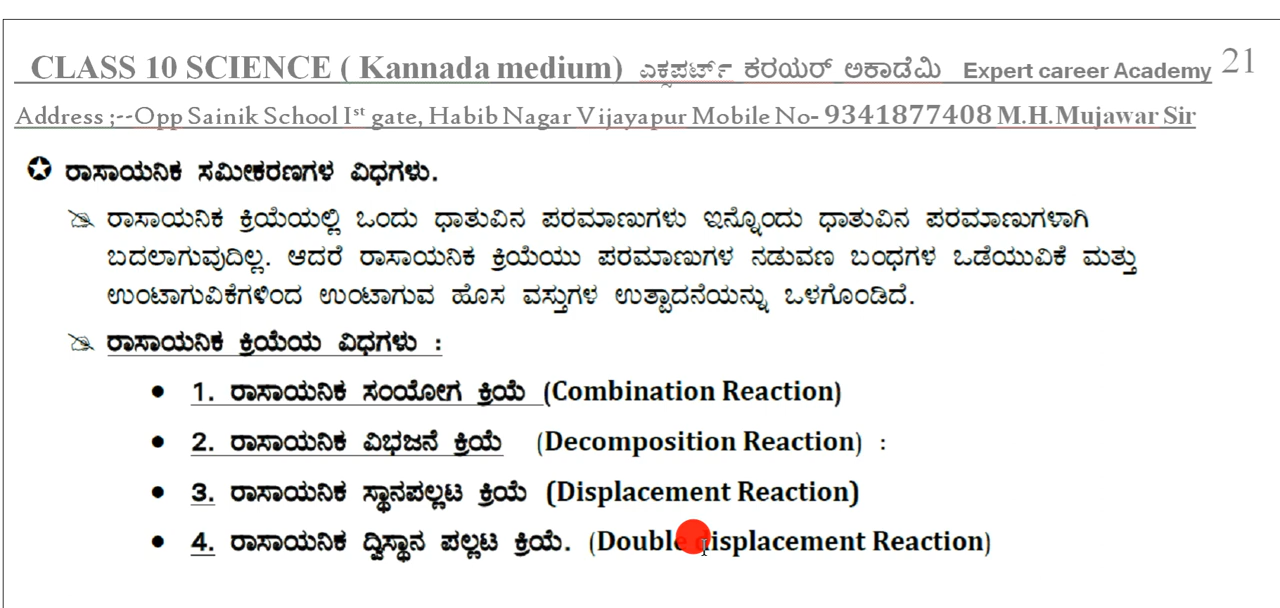 CLASS 10 SCIENCE ( Kannada medium) ಎಕ್ಸಪರ್ಟ್ ಕರಯರ್ ಅಕಾಡೆಮಿ Expert career Academy 21
Address ;--Opp Sainik School Ist gate, Habib Nagar Vijayapur Mobile No- 9341877408 M.H.Mujawar Sir
✪ ರಾಸಾಯನಿಕ ಸಮೀಕರಣಗಳ ವಿಧಗಳು.
ರಾಸಾಯನಿಕ ಕ್ರಿಯೆಯಲ್ಲಿ ಒಂದು ಧಾತುವಿನ ಪರಮಾಣುಗಳು ಇನ್ನೊಂದು ಧಾತುವಿನ ಪರಮಾಣುಗಳಾಗಿ
ಬದಲಾಗುವುದಿಲ್ಲ. ಆದರೆ ರಾಸಾಯನಿಕ ಕ್ರಿಯೆಯು ಪರಮಾಣುಗಳ ನಡುವಣ ಬಂಧಗಳ ಒಡೆಯುವಿಕೆ ಮತ್ತು
ಉಂಟಾಗುವಿಕೆಗಳಿಂದ ಉಂಟಾಗುವ ಹೊಸ ವಸ್ತುಗಳ ಉತ್ಪಾದನೆಯನ್ನು ಒಳಗೊಂಡಿದೆ.
ರಾಸಾಯನಿಕ ಕ್ರಿಯೆಯ ವಿಧಗಳು :
• 1. ರಾಸಾಯನಿಕ ಸಂಯೋಗ ಕ್ರಿಯೆ (Combination Reaction)
• 2. ರಾಸಾಯನಿಕ ವಿಭಜನೆ ಕ್ರಿಯೆ (Decomposition Reaction) :
• 3. ರಾಸಾಯನಿಕ ಸ್ಥಾನಪಲ್ಲಟ ಕ್ರಿಯೆ (Displacement Reaction)
• 4. ರಾಸಾಯನಿಕ ದ್ವಿಸ್ಥಾನ ಪಲ್ಲಟ ಕ್ರಿಯೆ. (Double displacement Reaction)